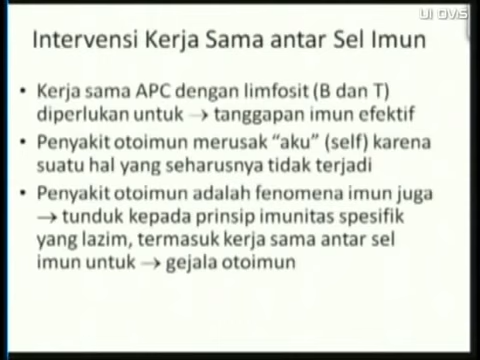 UI OVIS
Intervensi Kerja Sama antar Sel Imun
• Kerja sama APC dengan limfosit (B dan T)
diperlukan untuk → tanggapan imun efektif
• Penyakit otoimun merusak “aku” (self) karena
suatu hal yang seharusnya tidak terjadi
• Penyakit otoimun adalah fenomena imun juga
→ tunduk kepada prinsip imunitas spesifik
yang lazim, termasuk kerja sama antar sel
imun untuk → gejala otoimun